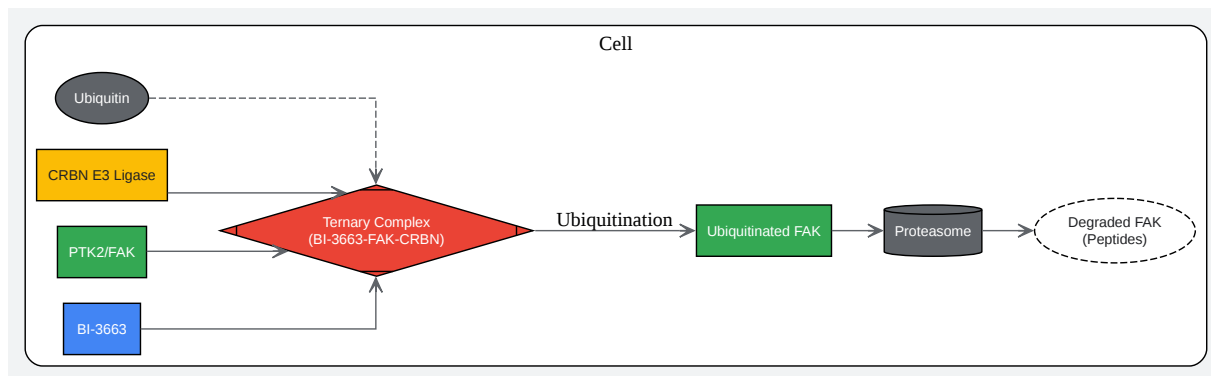 Cell
Ubiquitin
CRBN E3 Ligase
PTK2/FAK
BI-3663
Ternary Complex
(BI-3663-FAK-CRBN)
Ubiquitination
Ubiquitinated FAK
Proteasome
Degraded FAK
(Peptides)